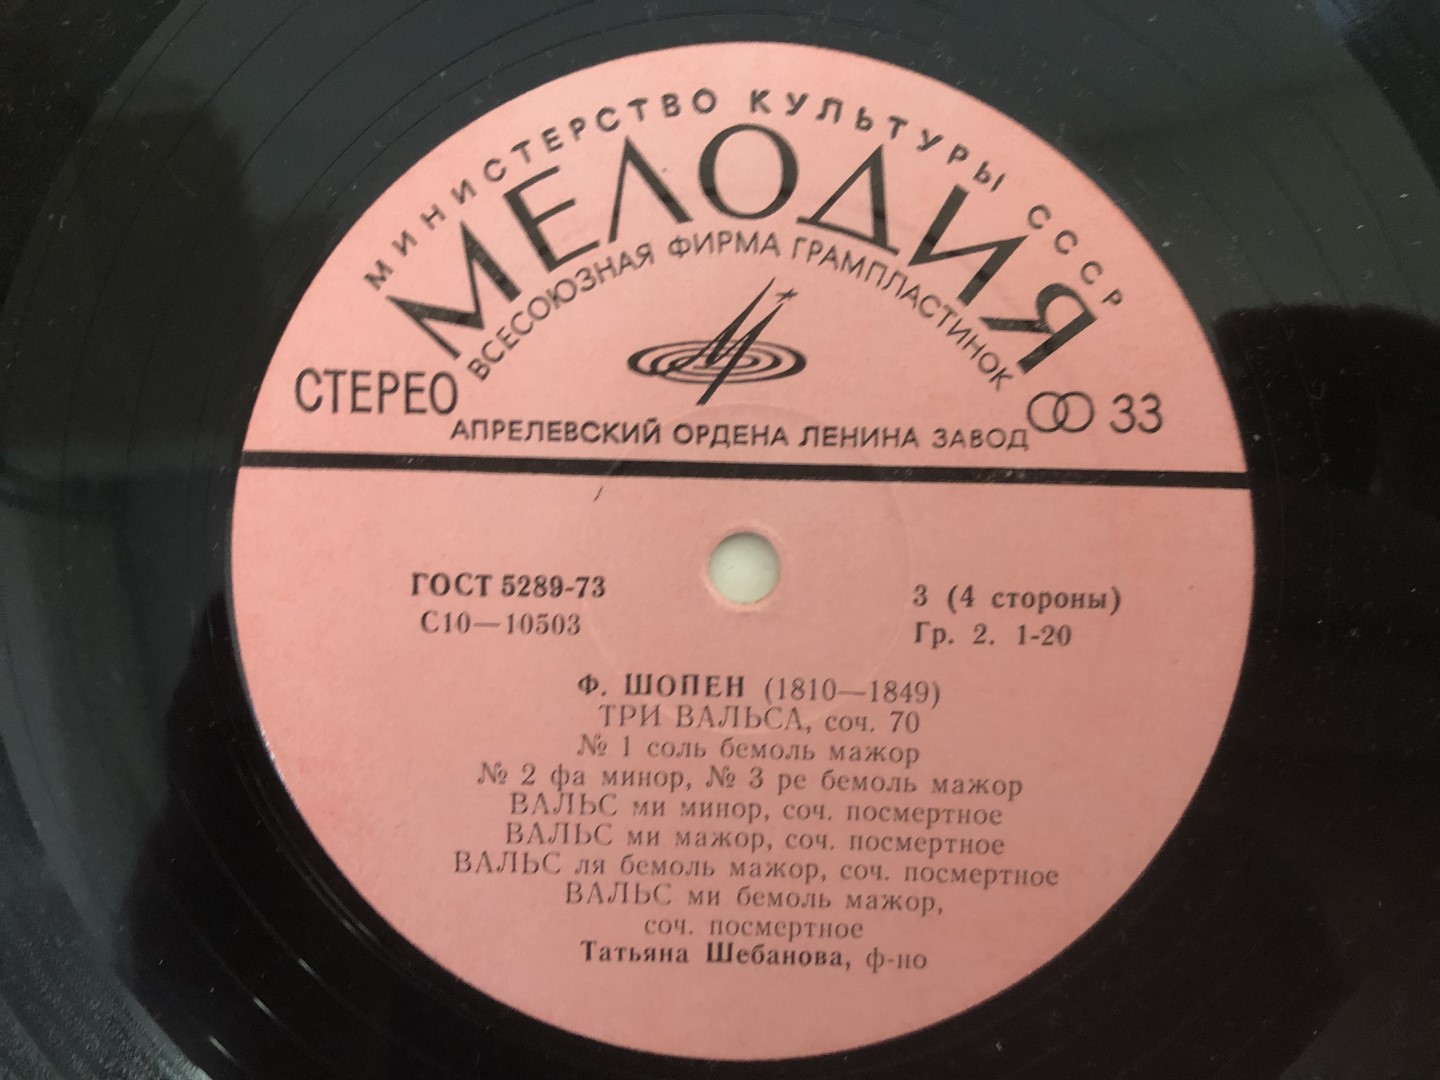 МИНИСТЕРСТВО КУЛЬТУРЫ СССР
МЕЛОДИЯ
ВСЕСОЮЗНАЯ ФИРМА ГРАМПЛАСТИНОК
СТЕРЕО
33
АПРЕЛЕВСКИЙ ОРДЕНА ЛЕНИНА ЗАВОД
ГОСТ 5289-73
С10—10503
3 (4 стороны)
Гр. 2. 1-20
Ф. ШОПЕН (1810—1849)
ТРИ ВАЛЬСА, соч. 70
№ 1 соль бемоль мажор
№ 2 фа минор, № 3 ре бемоль мажор
ВАЛЬС ми минор, соч. посмертное
ВАЛЬС ми мажор, соч. посмертное
ВАЛЬС ля бемоль мажор, соч. посмертное
ВАЛЬС ми бемоль мажор,
соч. посмертное
Татьяна Шебанова, ф-но